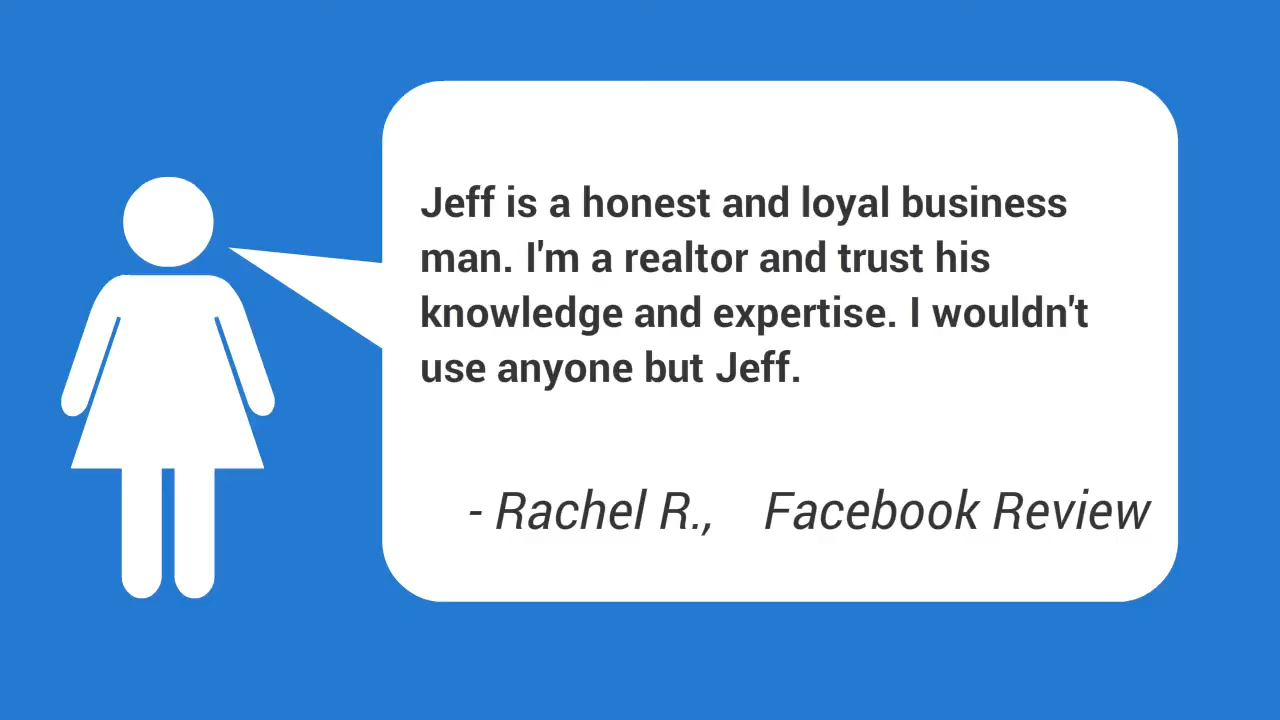 Jeff is a honest and loyal business
man. I'm a realtor and trust his
knowledge and expertise. I wouldn't
use anyone but Jeff.
- Rachel R., Facebook Review